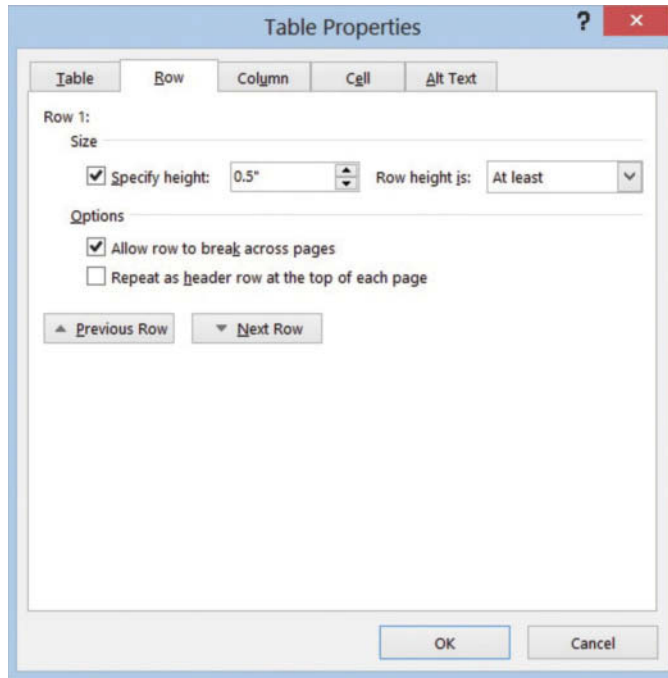 Table Properties ? ×
Table Row Column Cell Alt Text
Row 1:
Size
Specify height: 0.5" Row height is: At least
Options
Allow row to break across pages
Repeat as header row at the top of each page
Previous Row Next Row
OK Cancel